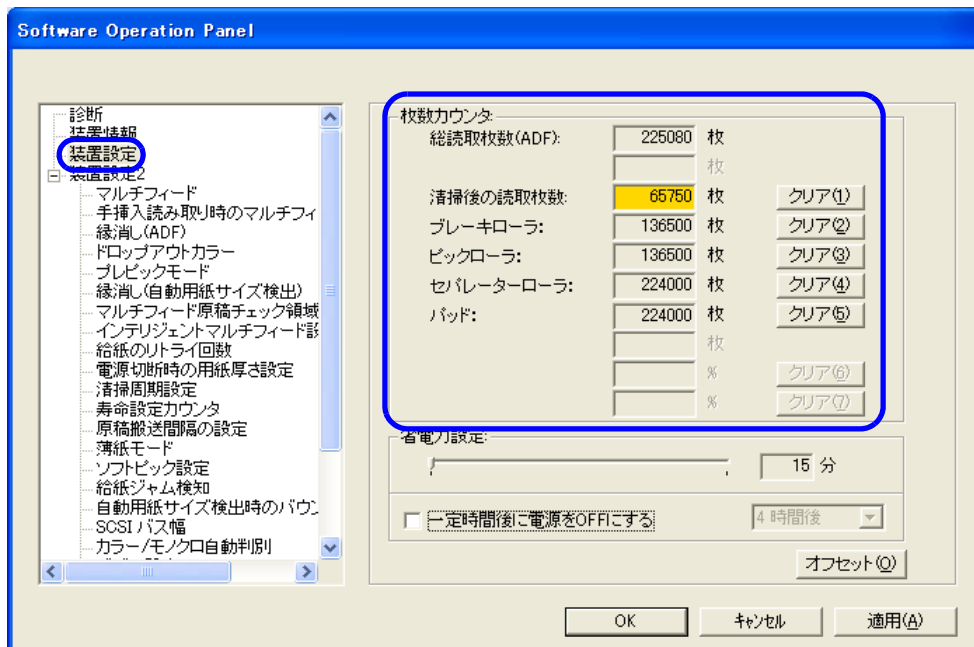 Software Operation Panel
診断
装置情報
装置設定
装置設定2
マルチフィード
手挿入読み取り時のマルチフィ
縁消し(ADF)
ドロップアウトカラー
プレピックモード
縁消し(自動用紙サイズ検出)
マルチフィード原稿チェック領域
インテリジェントマルチフィード設
給紙のリトライ回数
電源切断時の用紙厚さ設定
清掃周期設定
寿命設定カウンタ
原稿搬送間隔の設定
薄紙モード
ソフトピック設定
給紙ジャム検知
自動用紙サイズ検出時のバウン
SCSI バス幅
カラー/モノクロ自動判別
枚数カウンタ:
総読取枚数(ADF): 225080 枚
枚
清掃後の読取枚数: 65750 枚 クリア(1)
ブレーキローラ: 136500 枚 クリア(2)
ピックローラ: 136500 枚 クリア(3)
セパレーターローラ: 224000 枚 クリア(4)
パッド: 224000 枚 クリア(5)
枚
% クリア(6)
% クリア(7)
省電力設定:
15 分
一定時間後に電源をOFFにする 4 時間後
オフセット(O)
OK キャンセル 適用(A)